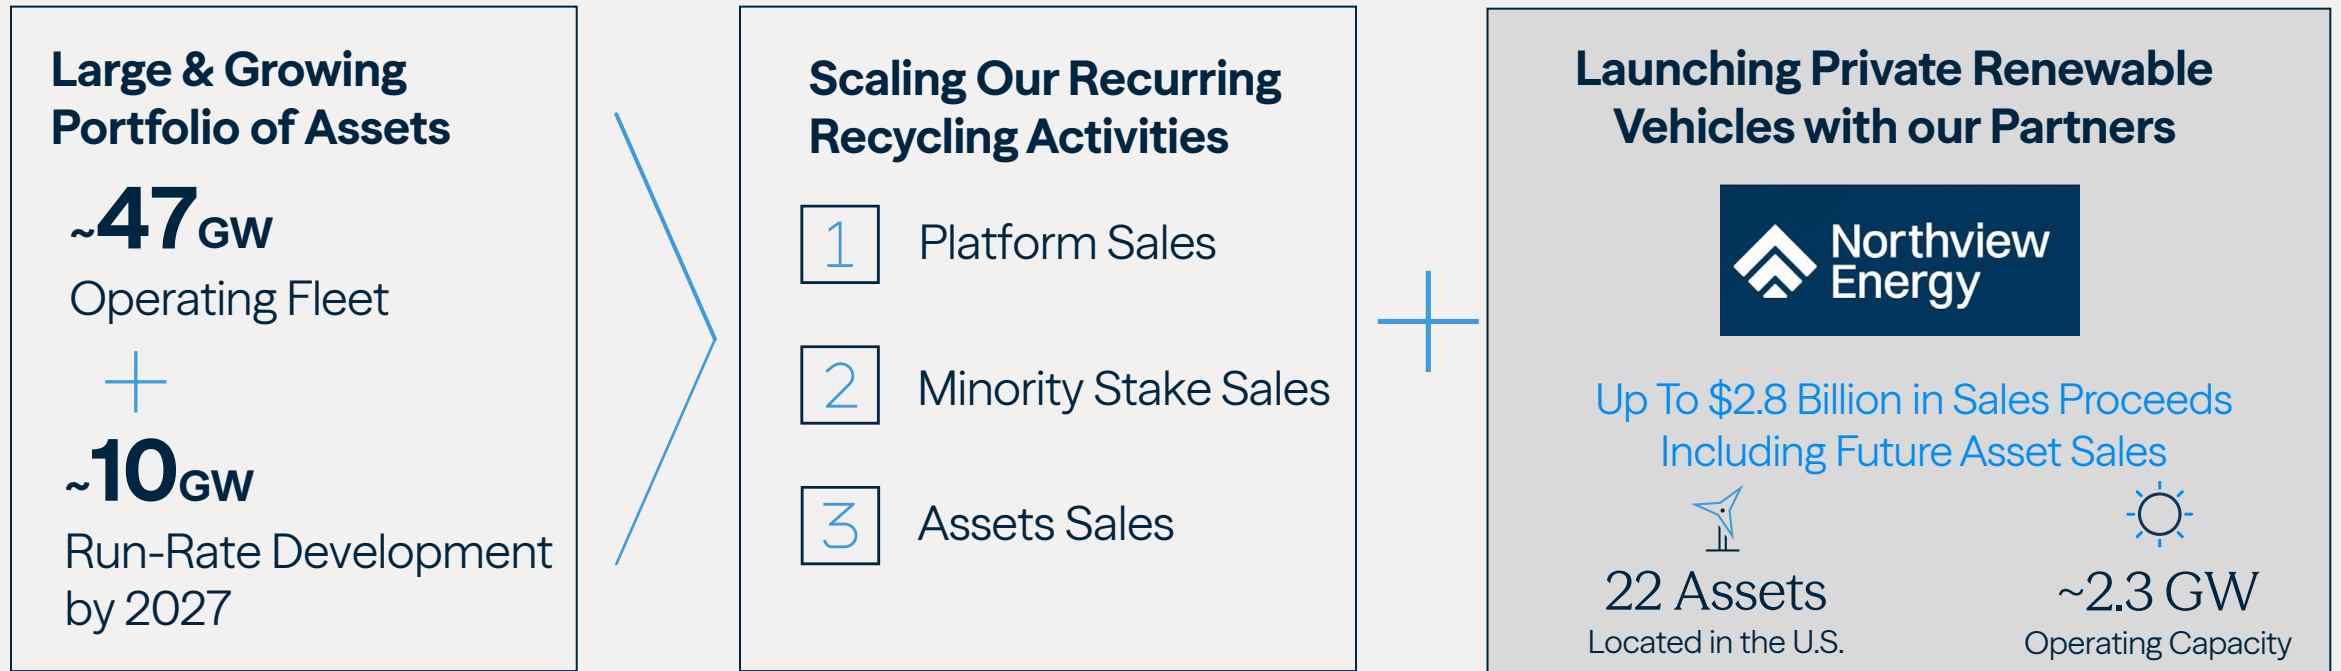 Large & Growing
Portfolio of Assets
~47GW
Operating Fleet
+
~10GW
Run-Rate Development
by 2027
Scaling Our Recurring
Recycling Activities
1 Platform Sales
2 Minority Stake Sales
3 Assets Sales
+
Launching Private Renewable
Vehicles with our Partners
Northview
Energy
Up To $2.8 Billion in Sales Proceeds
Including Future Asset Sales
22 Assets
Located in the U.S.
~2.3 GW
Operating Capacity